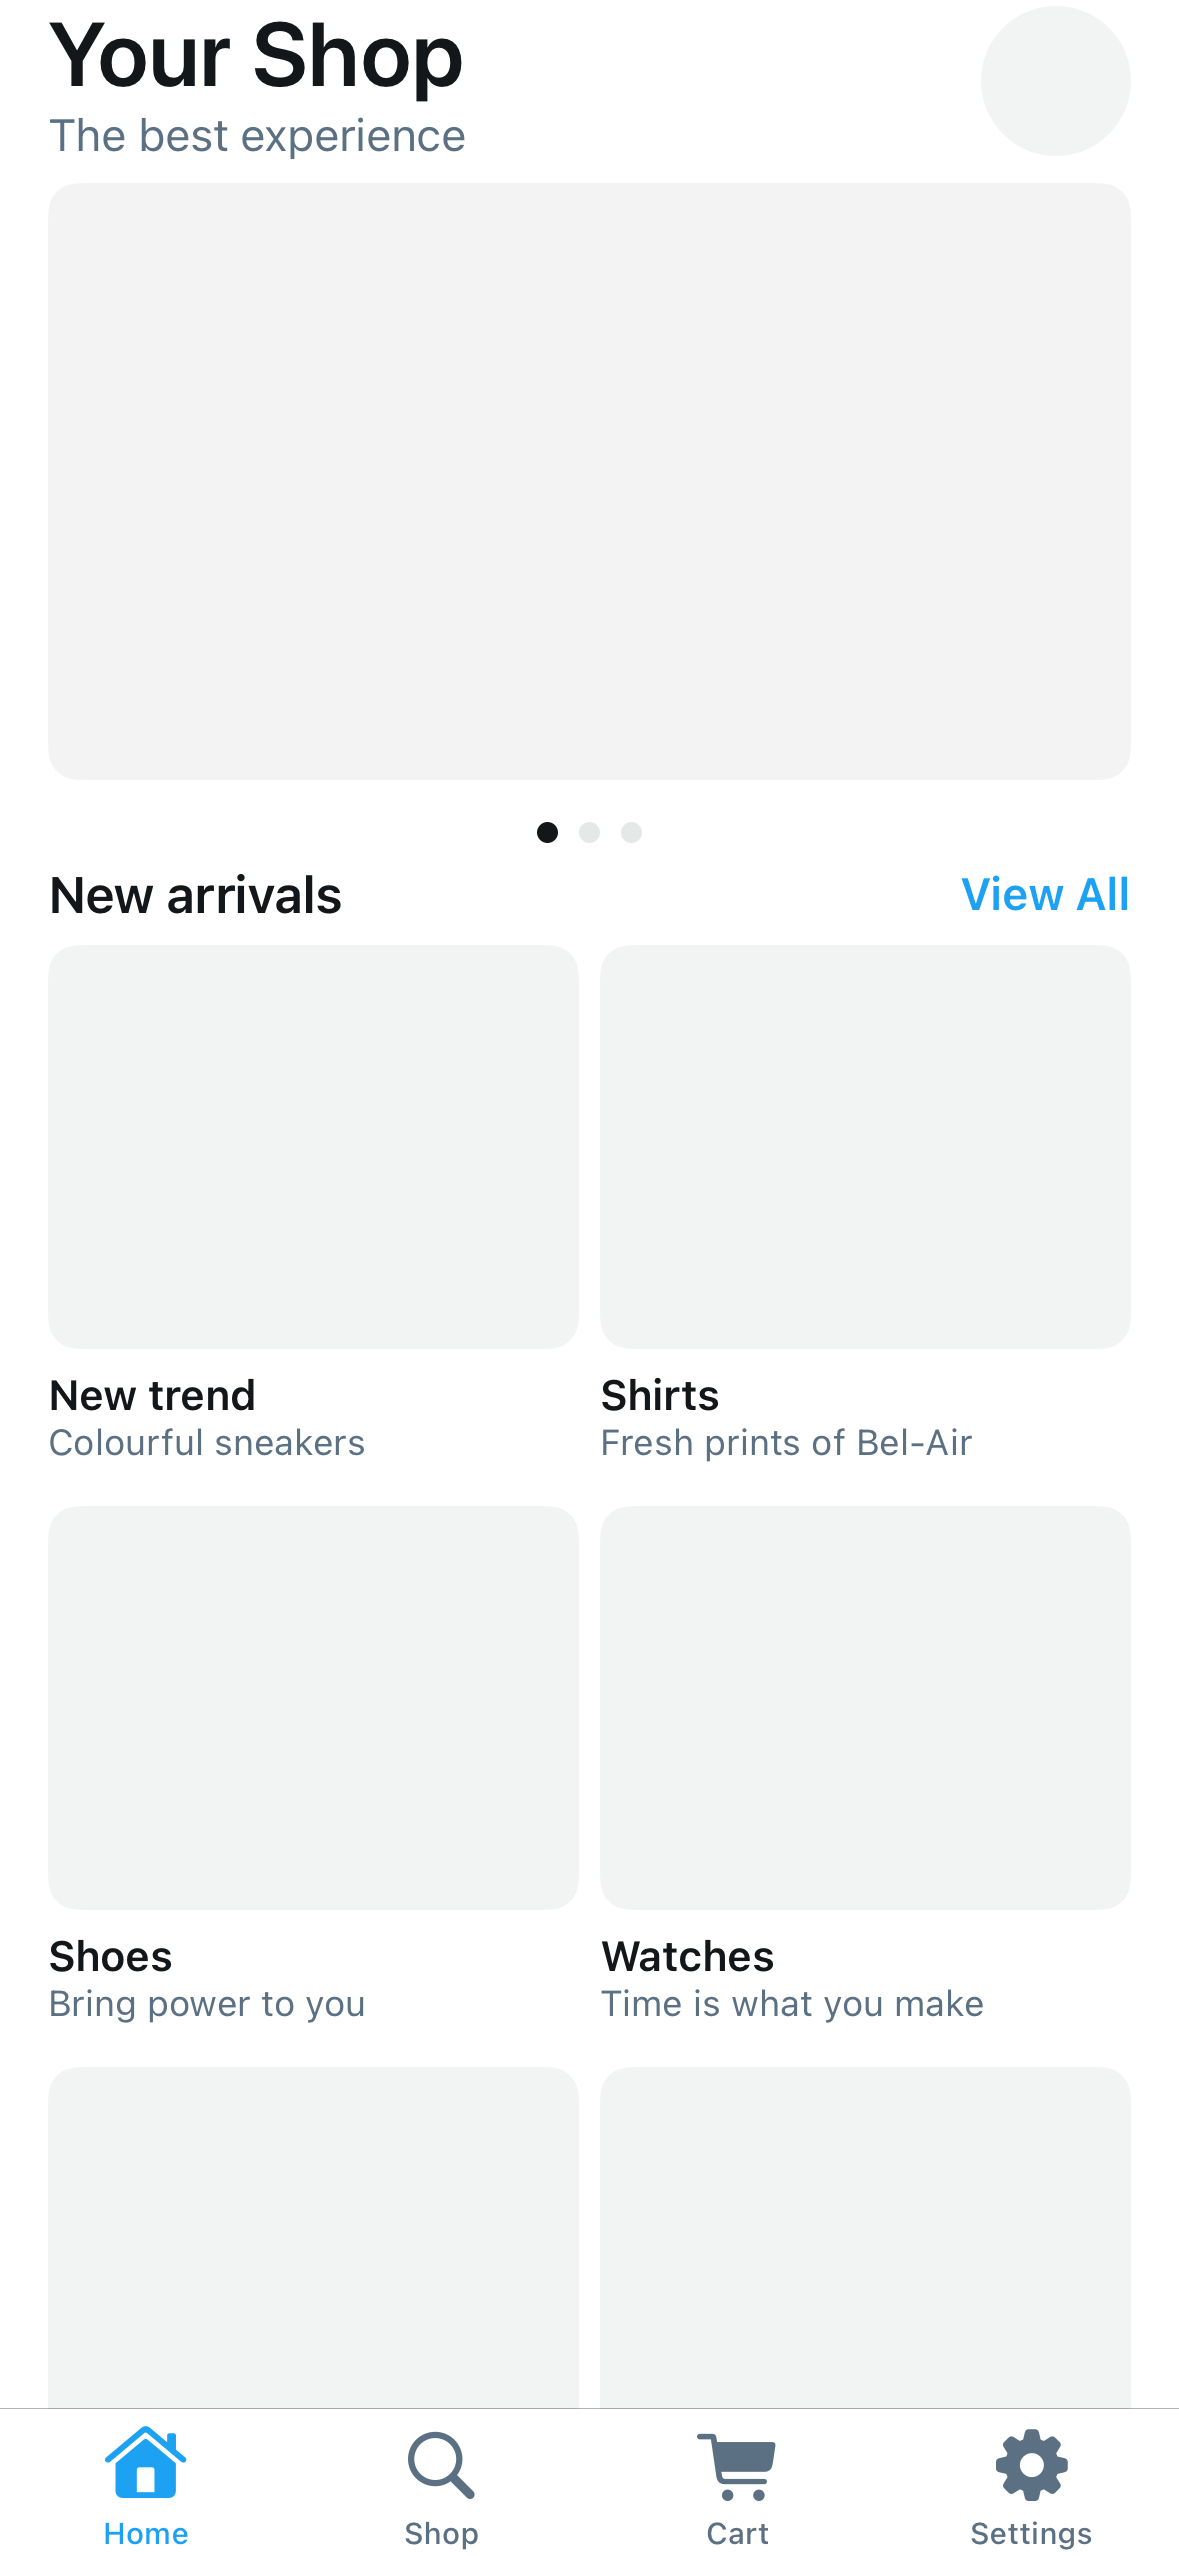 Your Shop
The best experience
New arrivals
View All
New trend
Colourful sneakers
Shirts
Fresh prints of Bel-Air
Shoes
Bring power to you
Watches
Time is what you make
Home
Shop
Cart
Settings